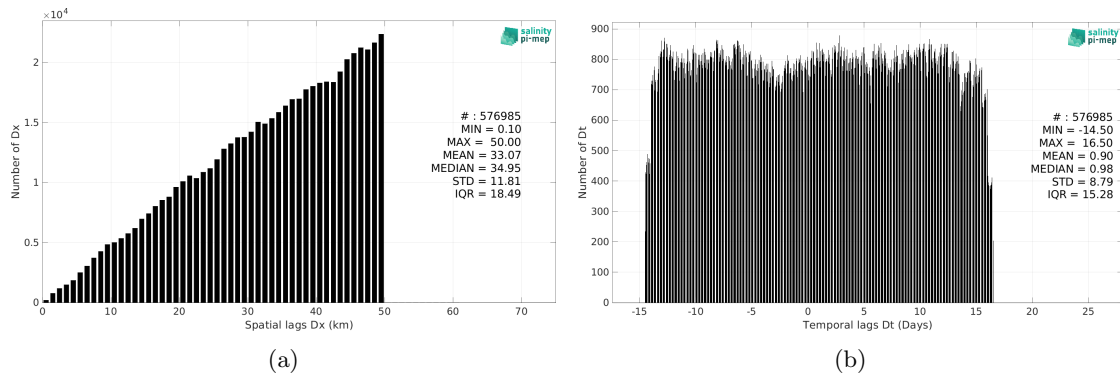 ×10⁴
2
1.5
1
0.5
0
Number of Dx
0 10 20 30 40 50 60 70
Spatial lags Dx (km)
salinity
pi-mep
# : 576985
MIN = 0.10
MAX = 50.00
MEAN = 33.07
MEDIAN = 34.95
STD = 11.81
IQR = 18.49
(a)
900
800
700
600
500
400
300
200
100
0
Number of Dt
-15 -10 -5 0 5 10 15 20 25
Temporal lags Dt (Days)
salinity
pi-mep
# : 576985
MIN = -14.50
MAX = 16.50
MEAN = 0.90
MEDIAN = 0.98
STD = 8.79
IQR = 15.28
(b)